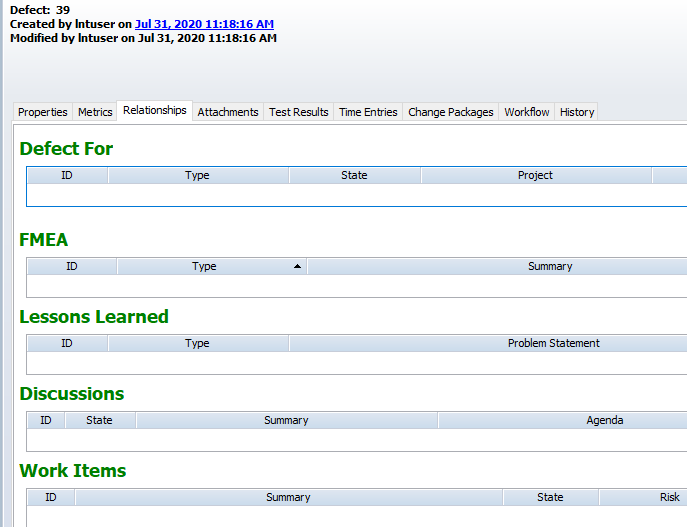 Defect: 39
Created by lntuser on Jul 31, 2020 11:18:16 AM
Modified by lntuser on Jul 31, 2020 11:18:16 AM
Properties Metrics Relationships Attachments Test Results Time Entries Change Packages Workflow History
Defect For
ID Type State Project
FMEA
ID Type Summary
Lessons Learned
ID Type Problem Statement
Discussions
ID State Summary Agenda
Work Items
ID Summary State Risk